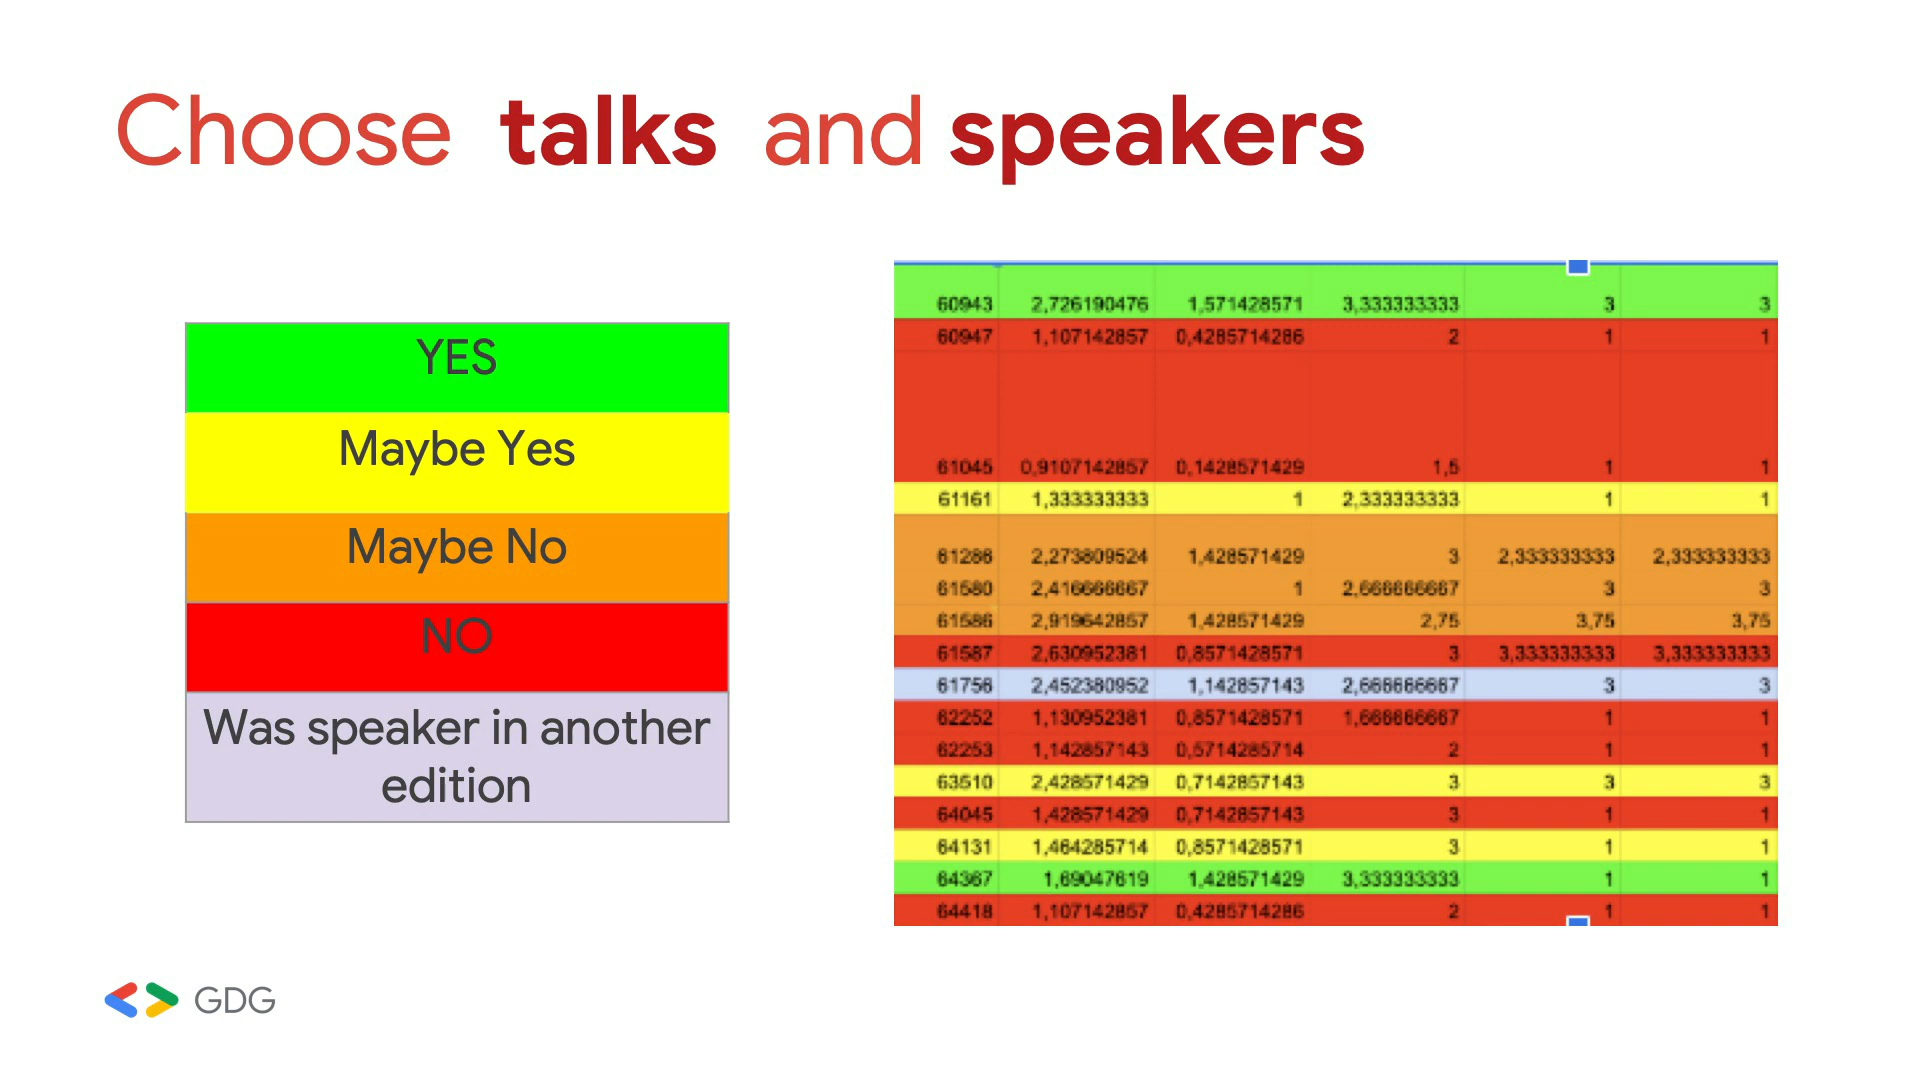 Choose talks and speakers
YES
Maybe Yes
Maybe No
NO
Was speaker in another
edition
60943 2,726190476 1,571428571 3,333333333 3 3
60947 1,107142857 0,4285714286 2 1 1
61045 0,9107142857 0,1428571429 1,5 1 1
61161 1,333333333 1 2,333333333 1 1
61286 2,273809524 1,428571429 3 2,333333333 2,333333333
61580 2,416666667 1 2,666666667 3 3
61586 2,919642857 1,428571429 2,75 3,75 3,75
61587 2,630952381 0,8571428571 3 3,333333333 3,333333333
61756 2,452380952 1,142857143 2,666666667 3 3
62252 1,130952381 0,8571428571 1,666666667 1 1
62253 1,142857143 0,5714285714 2 1 1
63510 2,428571429 0,7142857143 3 3 3
64045 1,428571429 0,7142857143 3 1 1
64131 1,464285714 0,8571428571 3 1 1
64367 1,69047619 1,428571429 3,333333333 1 1
64418 1,107142857 0,4285714286 2 1 1
GDG